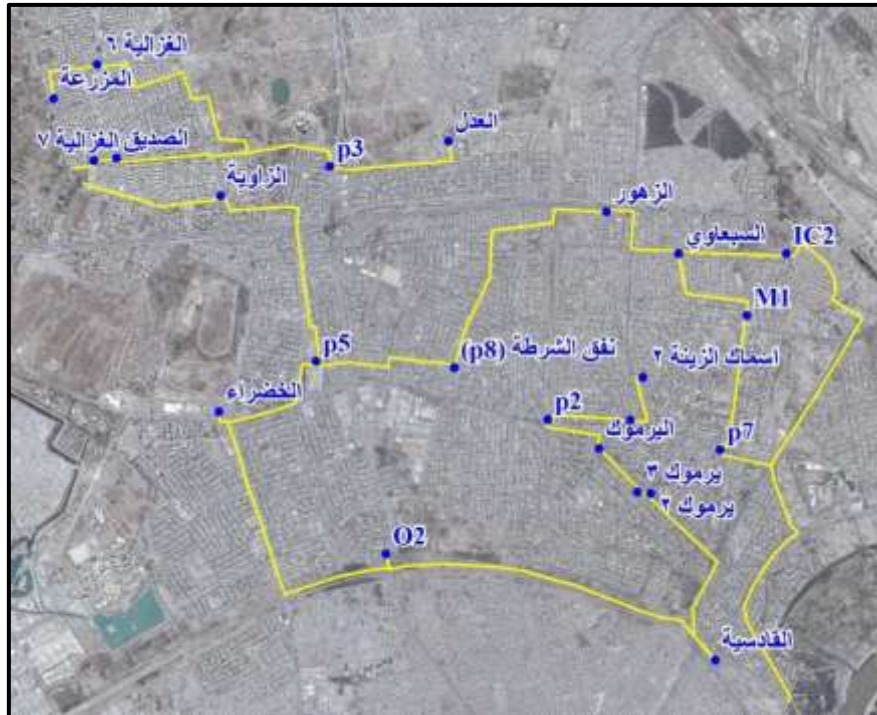 الغزالية ٦
المزرعة
العدل
الصديق
الغزالية ٧
p3
الزاوية
الزهور
السبعاوي
IC2
M1
نفق الشرطة (p8)
اسماك الزينة ٢
p5
الخضراء
p2
اليرموك
p7
يرموك ٣
يرموك ٢
O2
القادسية